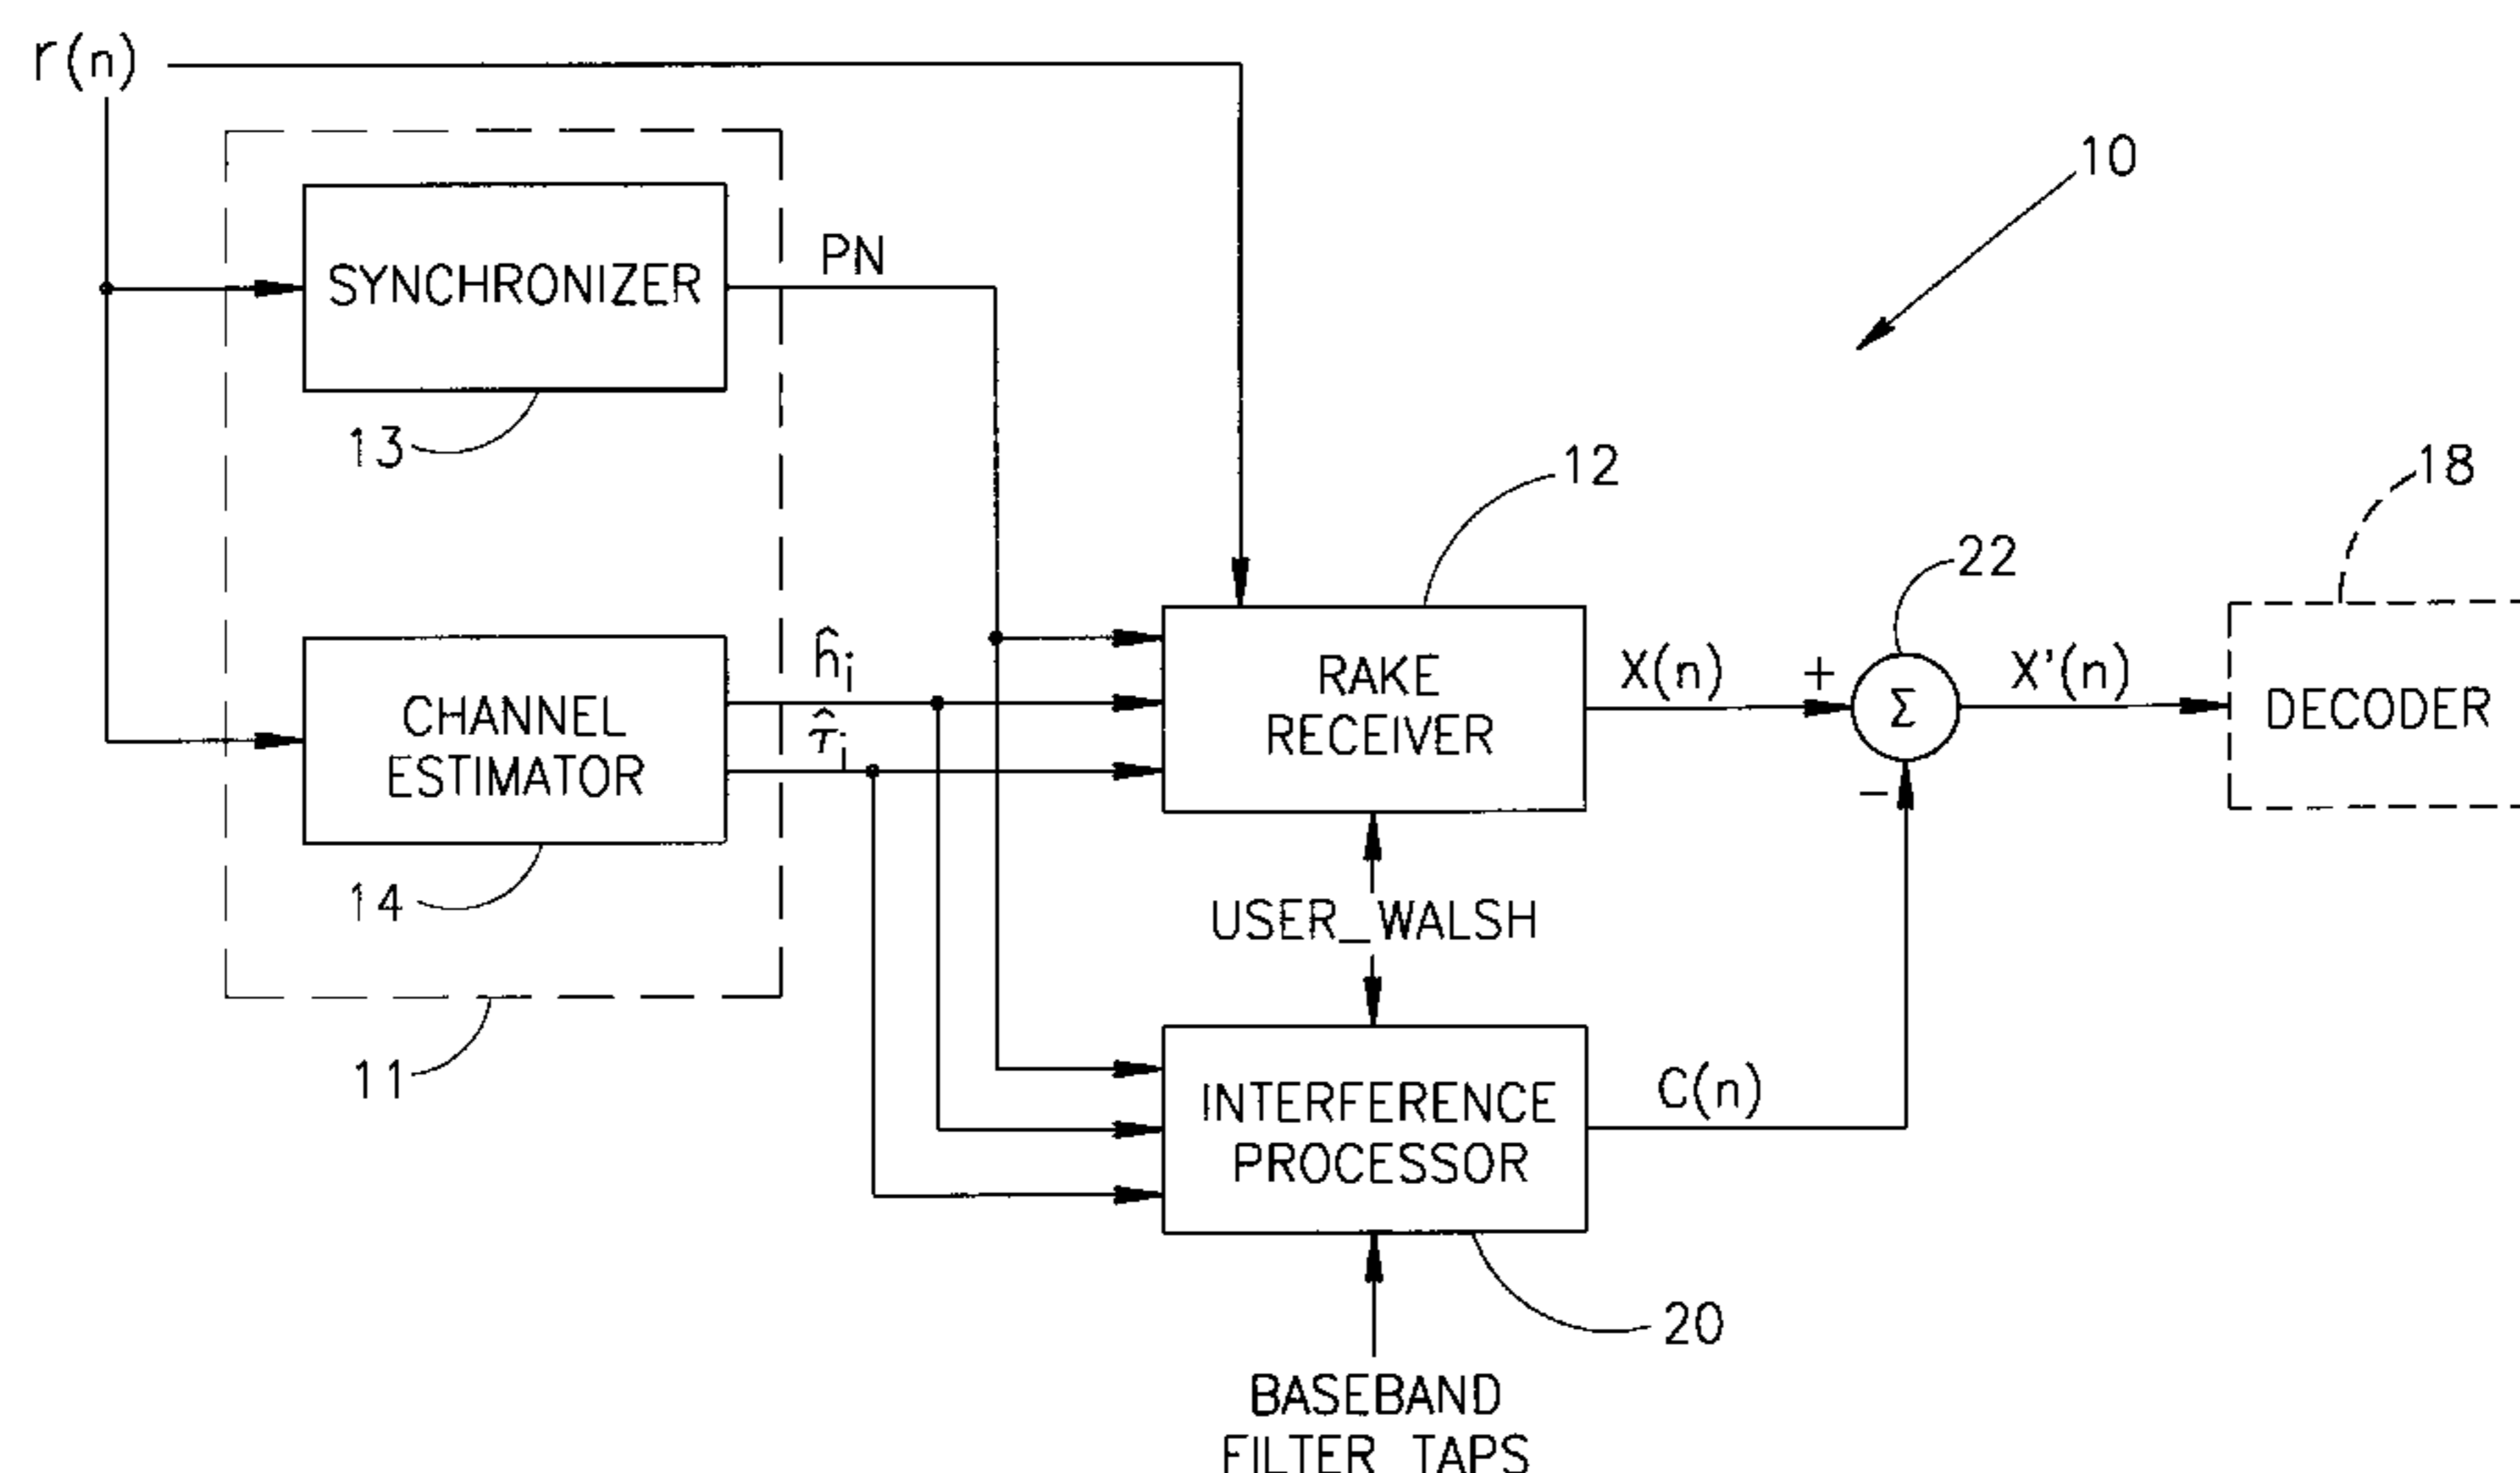 r(n)
10
SYNCHRONIZER
PN
13
12
18
22
ĥi
τ̂i
CHANNEL
ESTIMATOR
RAKE
RECEIVER
X(n)
+
Σ
X'(n)
DECODER
−
14
USER_WALSH
11
INTERFERENCE
PROCESSOR
C(n)
20
BASEBAND
FILTER TAPS